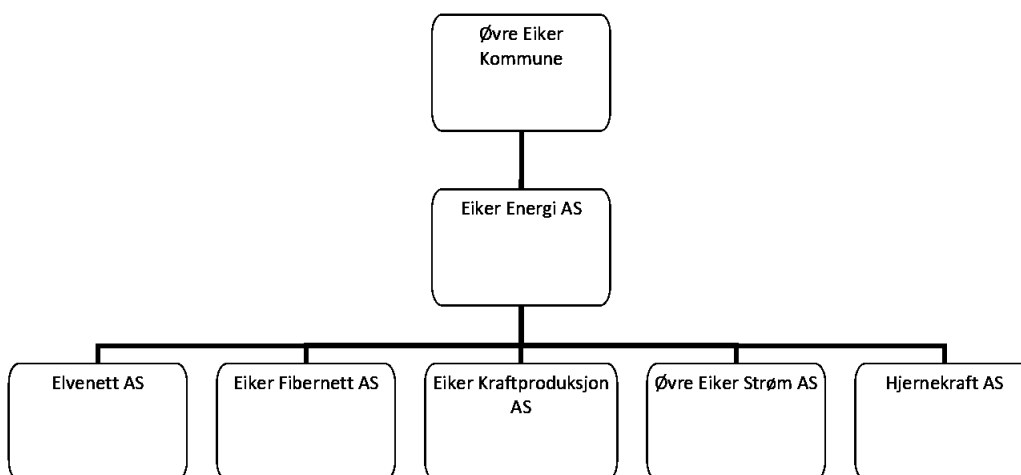 Øvre Eiker
Kommune
Eiker Energi AS
Elvenett AS
Eiker Fibernett AS
Eiker Kraftproduksjon
AS
Øvre Eiker Strøm AS
Hjernekraft AS